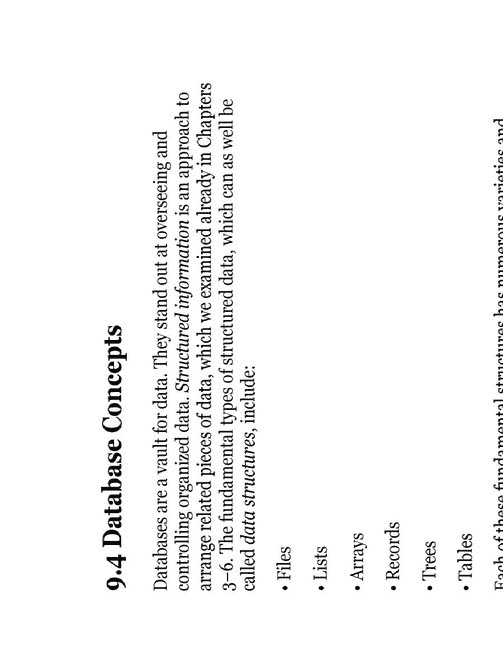 9.4 Database Concepts
Databases are a vault for data. They stand out at overseeing and
controlling organized data. Structured information is an approach to
arrange related pieces of data, which we examined already in Chapters
3–6. The fundamental types of structured data, which can as well be
called data structures, include:
• Files
• Lists
• Arrays
• Records
• Trees
• Tables
Each of these fundamental structures has numerous varieties and